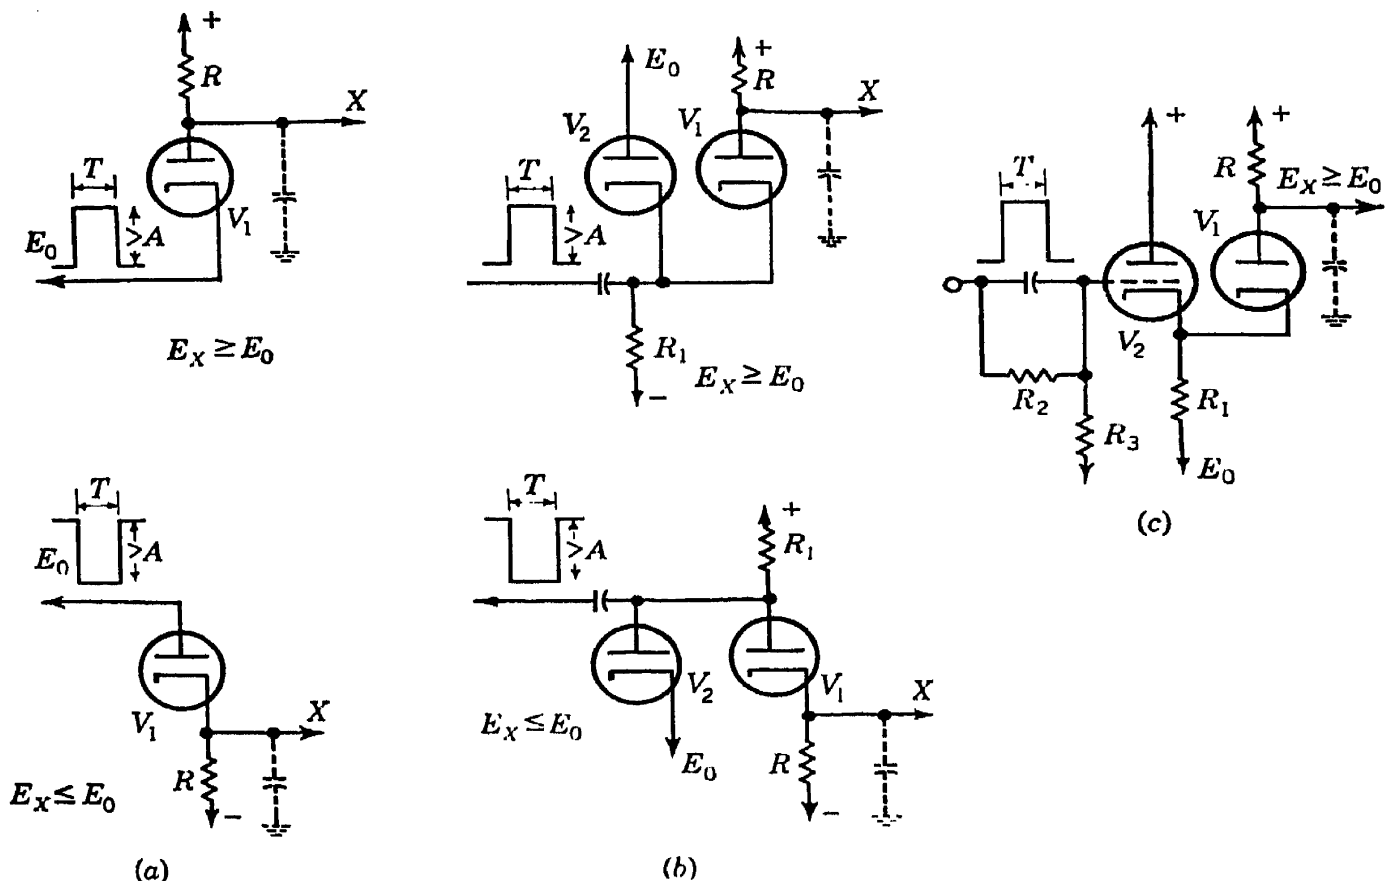 +
R
X
T
V1
E0
>A
EX ≥ E0
E0
+
R
X
V2
V1
T
>A
R1
EX ≥ E0
−
+
+
R
EX ≥ E0
T
V1
V2
R2
R1
R3
E0
(c)
T
E0
>A
V1
X
R
EX ≤ E0
−
(a)
T
>A
+
R1
V2
V1
X
EX ≤ E0
E0
R
−
(b)